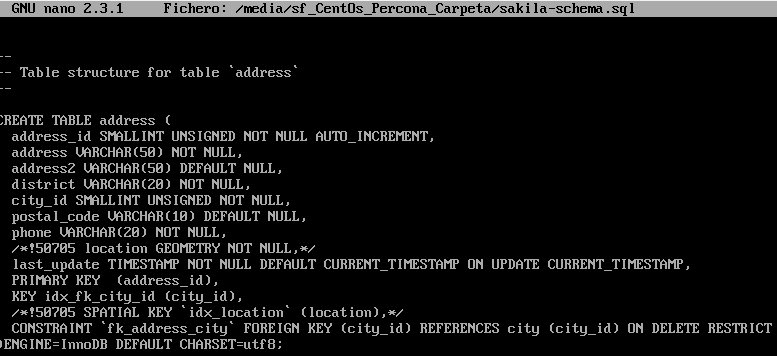 GNU nano 2.3.1 Fichero: /media/sf_CentOs_Percona_Carpeta/sakila-schema.sql
--
-- Table structure for table `address`
--
CREATE TABLE address (
address_id SMALLINT UNSIGNED NOT NULL AUTO_INCREMENT,
address VARCHAR(50) NOT NULL,
address2 VARCHAR(50) DEFAULT NULL,
district VARCHAR(20) NOT NULL,
city_id SMALLINT UNSIGNED NOT NULL,
postal_code VARCHAR(10) DEFAULT NULL,
phone VARCHAR(20) NOT NULL,
/*!50705 location GEOMETRY NOT NULL,*/
last_update TIMESTAMP NOT NULL DEFAULT CURRENT_TIMESTAMP ON UPDATE CURRENT_TIMESTAMP,
PRIMARY KEY (address_id),
KEY idx_fk_city_id (city_id),
/*!50705 SPATIAL KEY `idx_location` (location),*/
CONSTRAINT `fk_address_city` FOREIGN KEY (city_id) REFERENCES city (city_id) ON DELETE RESTRICT
)ENGINE=InnoDB DEFAULT CHARSET=utf8;